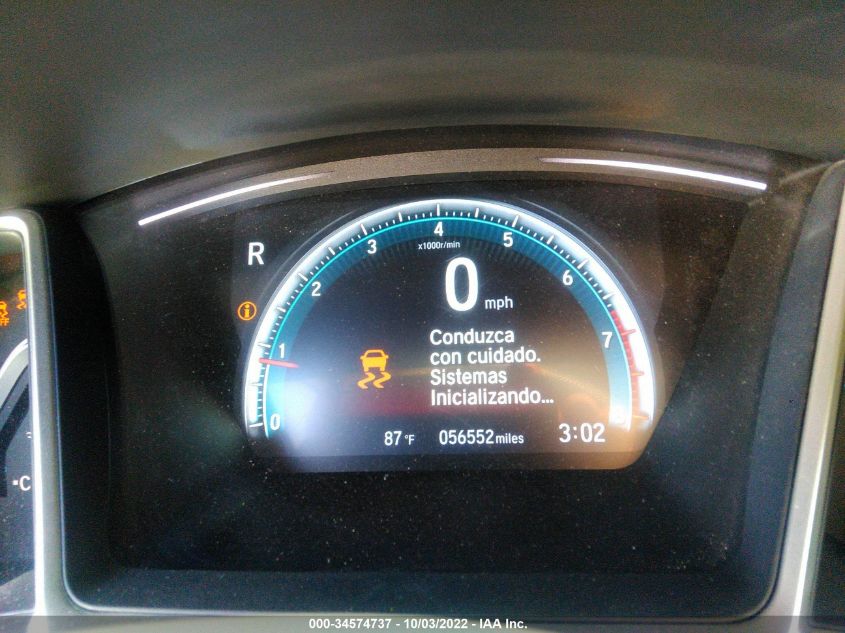 4
3
5
x1000r/min
R
2
6
0 mph
1
7
Conduzca
con cuidado.
Sistemas
Inicializando...
0
8
87 °F
056552 miles
3:02
C
000-34574737 - 10/03/2022 - IAA Inc.